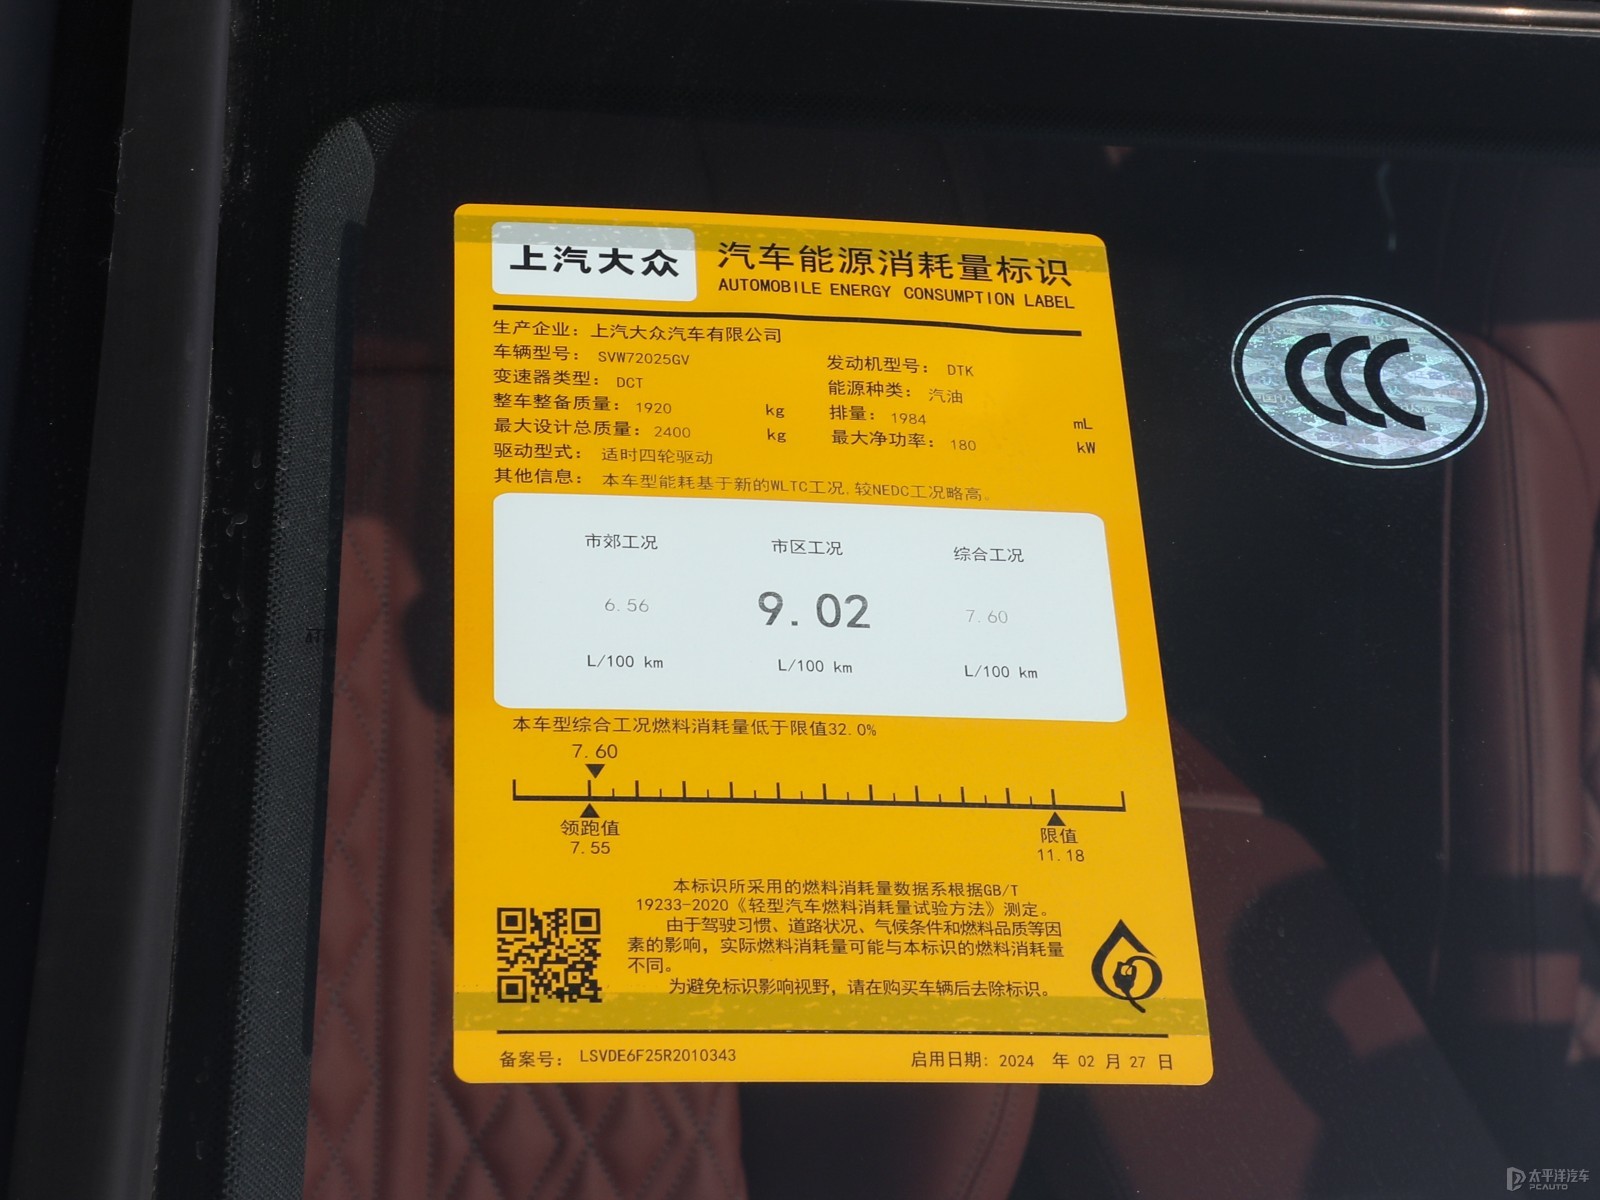 上汽大众
汽车能源消耗量标识
AUTOMOBILE ENERGY CONSUMPTION LABEL
生产企业：上汽大众汽车有限公司
车辆型号：SVW72025GV
发动机型号：DTK
变速器类型：DCT
能源种类：汽油
整车整备质量：1920 kg
排量：1984 mL
最大设计总质量：2400 kg
最大净功率：180 kW
驱动型式：适时四轮驱动
其他信息：本车型能耗基于新的WLTC工况,较NEDC工况略高。
市郊工况 市区工况 综合工况
6.56 9.02 7.60
L/100 km L/100 km L/100 km
本车型综合工况燃料消耗量低于限值32.0%
7.60
领跑值 限值
7.55 11.18
本标识所采用的燃料消耗量数据系根据GB/T
19233-2020《轻型汽车燃料消耗量试验方法》测定。
由于驾驶习惯、道路状况、气候条件和燃料品质等因
素的影响，实际燃料消耗量可能与本标识的燃料消耗量
不同。
为避免标识影响视野，请在购买车辆后去除标识。
备案号：LSVDE6F25R2010343
启用日期：2024 年 02 月 27 日
CCC
太平洋汽车
PCAUTO